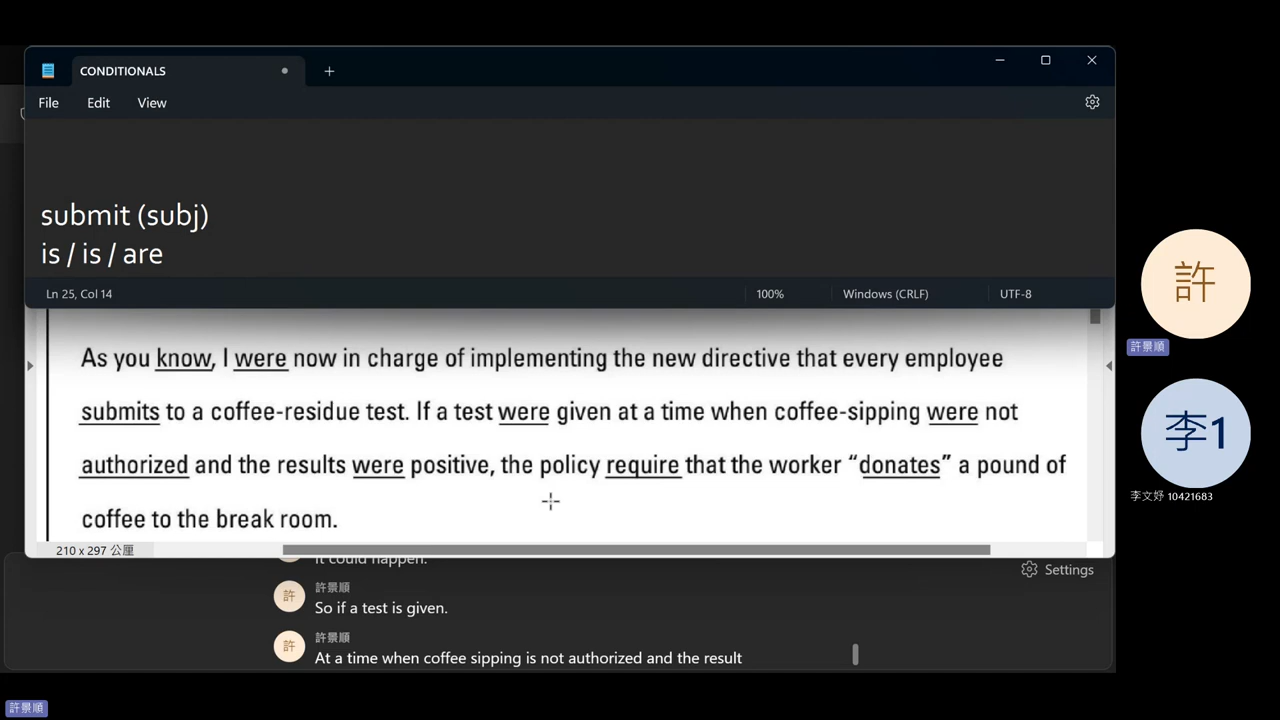 CONDITIONALS
File Edit View
submit (subj)
is / is / are
Ln 25, Col 14 100% Windows (CRLF) UTF-8
As you know, I were now in charge of implementing the new directive that every employee
submits to a coffee-residue test. If a test were given at a time when coffee-sipping were not
authorized and the results were positive, the policy require that the worker “donates” a pound of
coffee to the break room.
210 x 297 公厘
it could happen.
Settings
許景順
So if a test is given.
許景順
At a time when coffee sipping is not authorized and the result
許
許
許
許景順
李1
李文妤 10421683
許景順